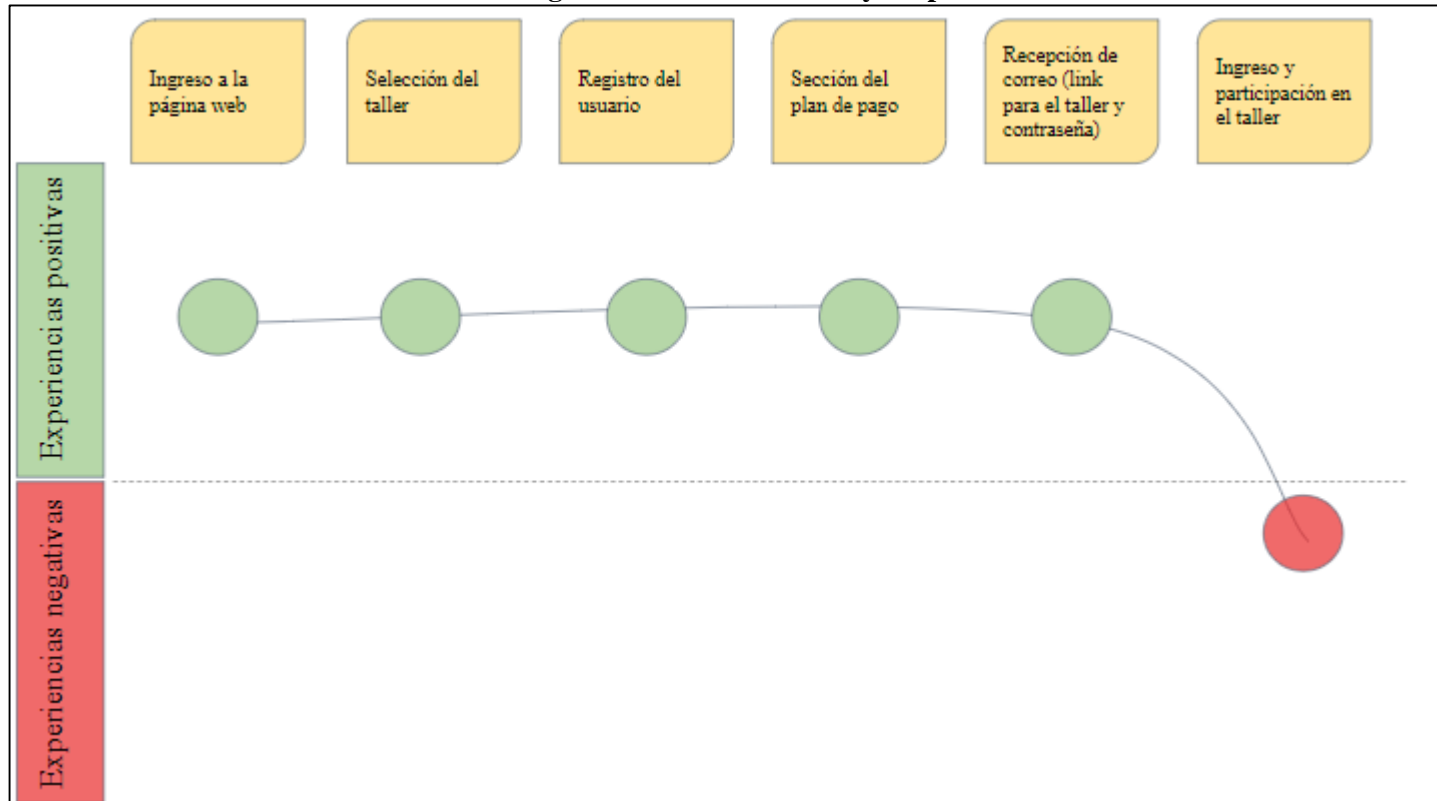 Ingreso a la
página web
Selección del
taller
Registro del
usuario
Sección del
plan de pago
Recepción de
correo (link
para el taller y
contraseña)
Ingreso y
participación en
el taller
Experiencias positivas
Experiencias negativas